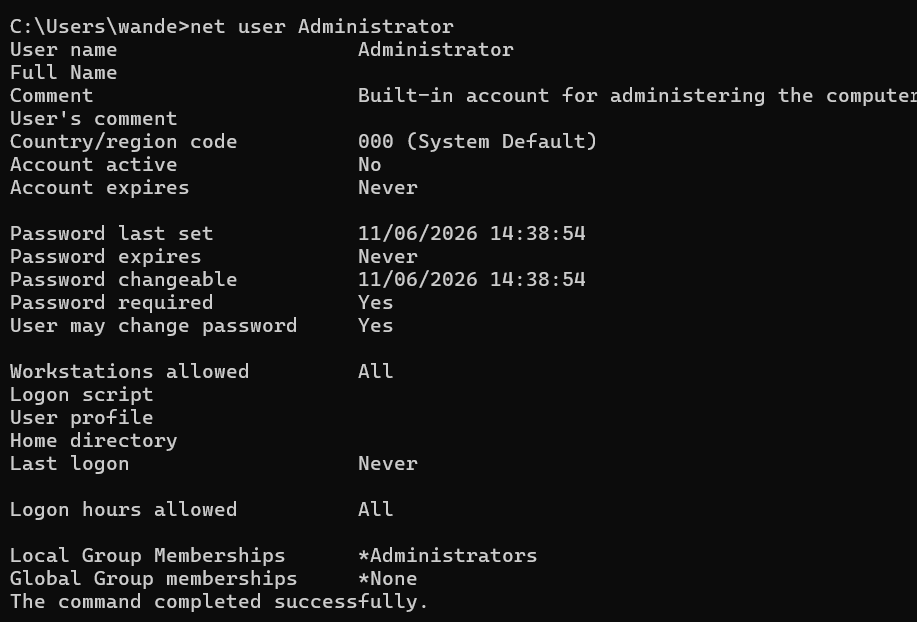 C:\Users\wande>net user Administrator
User name                    Administrator
Full Name
Comment                      Built-in account for administering the computer
User's comment
Country/region code          000 (System Default)
Account active               No
Account expires              Never

Password last set            11/06/2026 14:38:54
Password expires             Never
Password changeable          11/06/2026 14:38:54
Password required            Yes
User may change password     Yes

Workstations allowed         All
Logon script
User profile
Home directory
Last logon                   Never

Logon hours allowed          All

Local Group Memberships      *Administrators
Global Group memberships     *None
The command completed successfully.